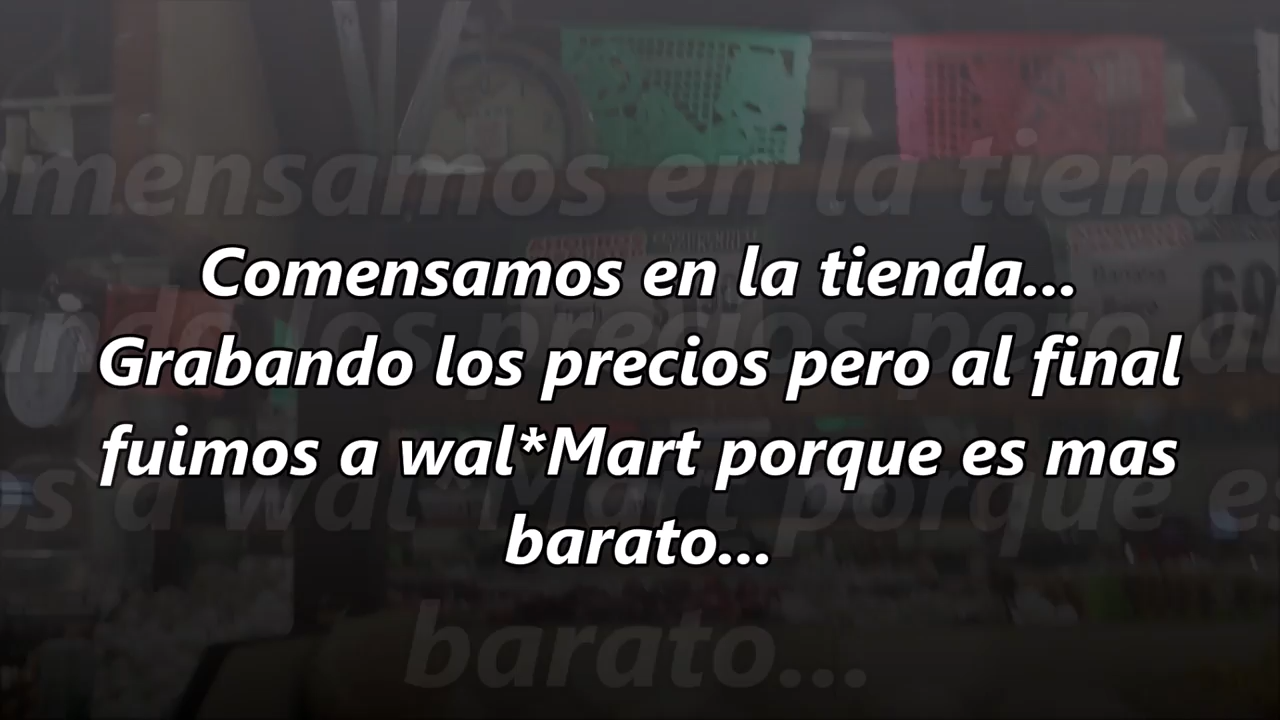 Comensamos en la tienda...
Grabando los precios pero al final
fuimos a wal*Mart porque es mas
barato...